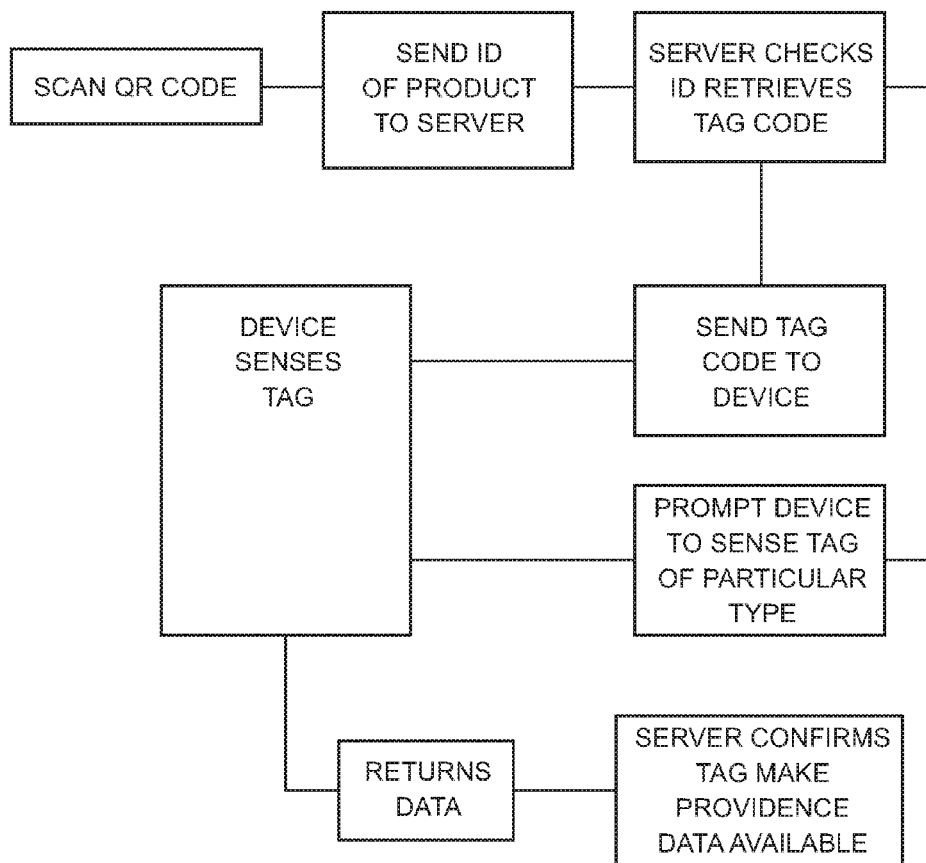 SCAN QR CODE
SEND ID
OF PRODUCT
TO SERVER
SERVER CHECKS
ID RETRIEVES
TAG CODE
DEVICE
SENSES
TAG
SEND TAG
CODE TO
DEVICE
PROMPT DEVICE
TO SENSE TAG
OF PARTICULAR
TYPE
RETURNS
DATA
SERVER CONFIRMS
TAG MAKE
PROVIDENCE
DATA AVAILABLE